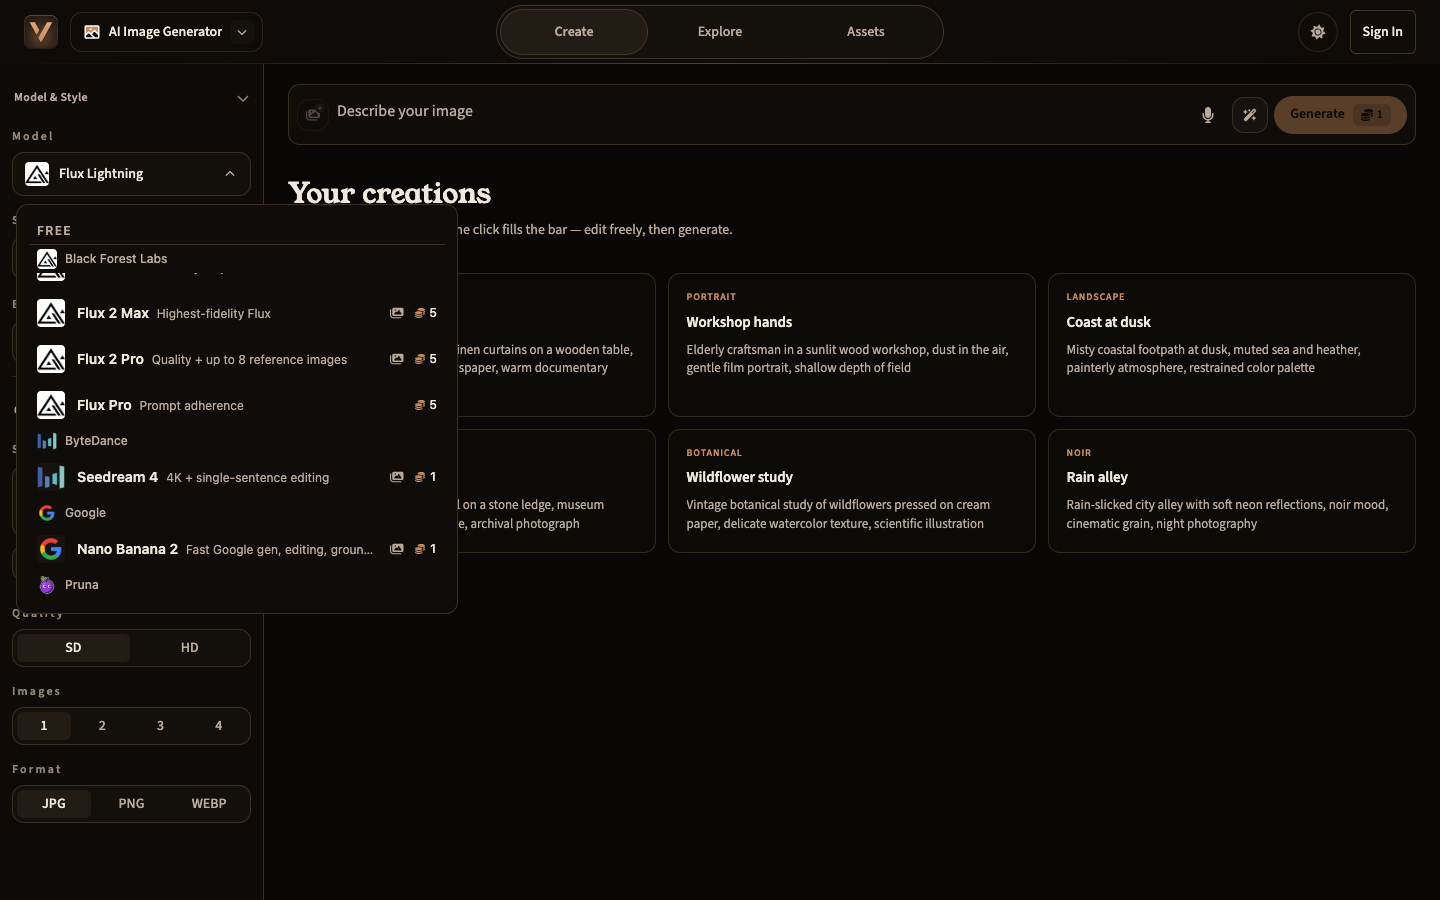 AI Image Generator
Create
Explore
Assets
Sign In
Model & Style
Model
Flux Lightning
Describe your image
Generate 1
Your creations
click fills the bar — edit freely, then generate.
FREE
Black Forest Labs
Flux 2 Max Highest-fidelity Flux 5
Flux 2 Pro Quality + up to 8 reference images 5
Flux Pro Prompt adherence 5
ByteDance
Seedream 4 4K + single-sentence editing 1
Google
Nano Banana 2 Fast Google gen, editing, groun... 1
Pruna
linen curtains on a wooden table,
warm documentary
PORTRAIT
Workshop hands
Elderly craftsman in a sunlit wood workshop, dust in the air,
gentle film portrait, shallow depth of field
LANDSCAPE
Coast at dusk
Misty coastal footpath at dusk, muted sea and heather,
painterly atmosphere, restrained color palette
on a stone ledge, museum
archival photograph
BOTANICAL
Wildflower study
Vintage botanical study of wildflowers pressed on cream
paper, delicate watercolor texture, scientific illustration
NOIR
Rain alley
Rain-slicked city alley with soft neon reflections, noir mood,
cinematic grain, night photography
Quality
SD
HD
Images
1
2
3
4
Format
JPG
PNG
WEBP